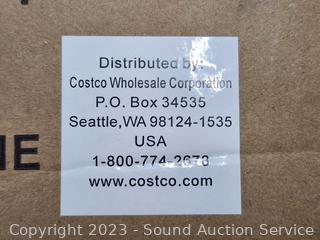 Distributed by:
Costco Wholesale Corporation
P.O. Box 34535
Seattle,WA 98124-1535
USA
1-800-774-2678
www.costco.com
Copyright © 2023 - Sound Auction Service